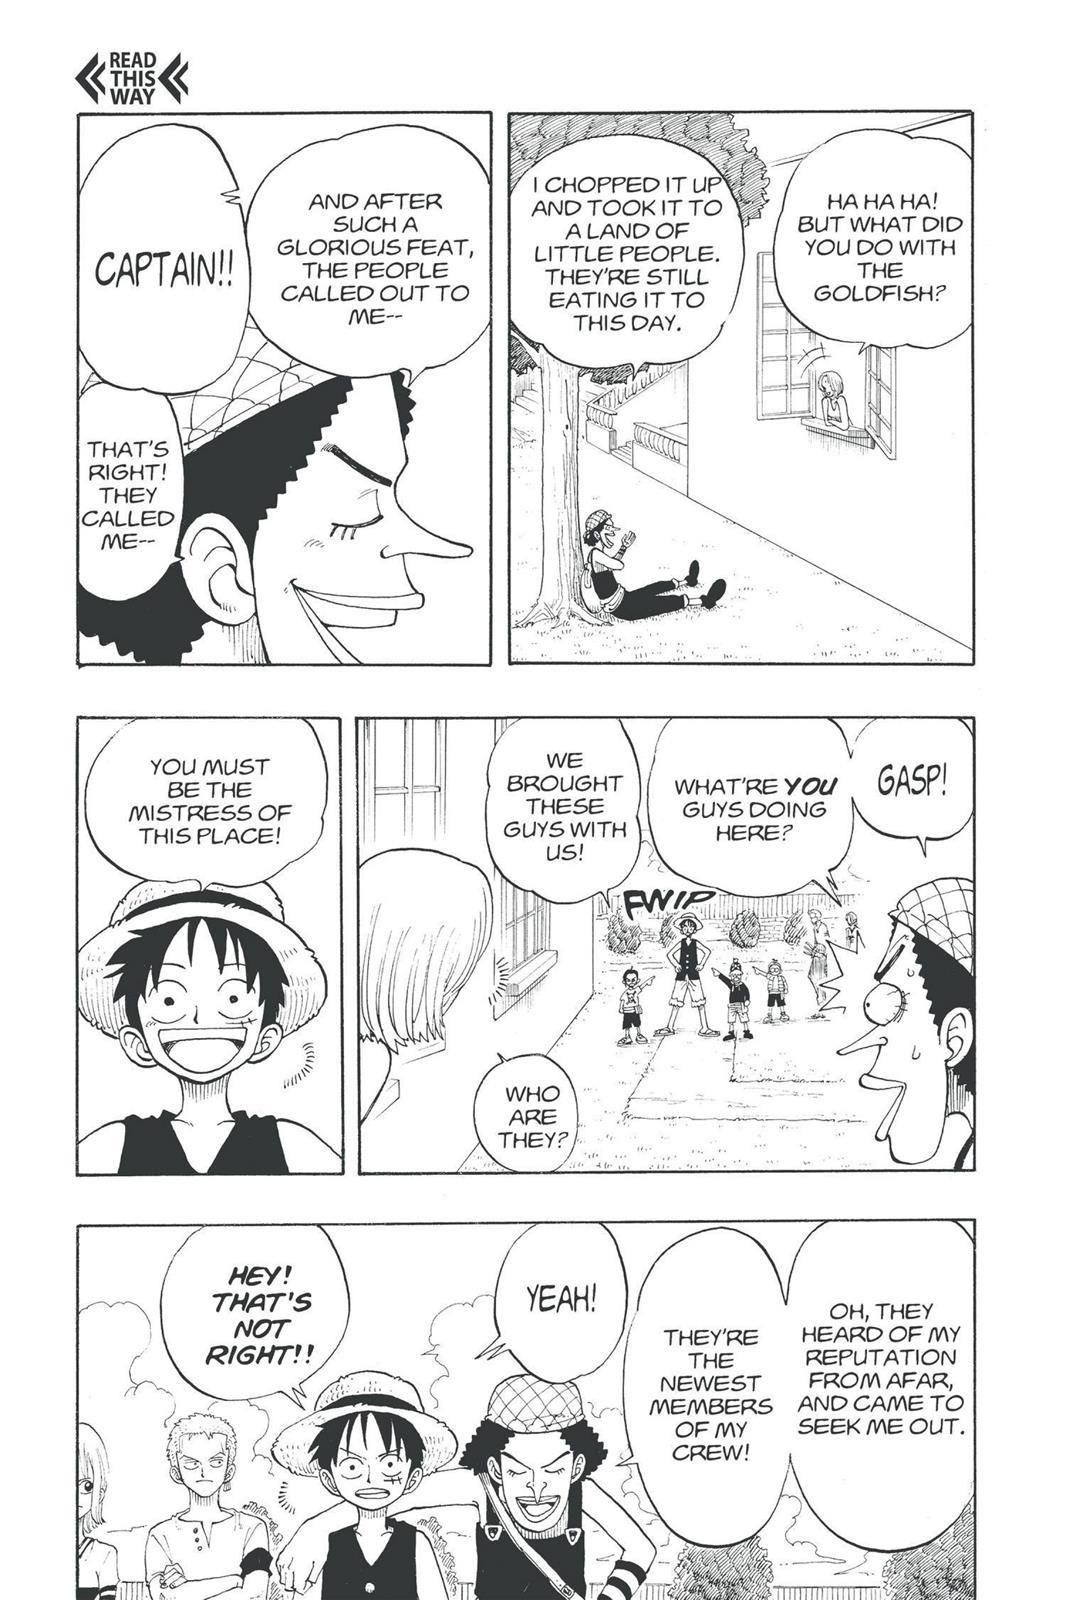 READ
THIS
WAY
HA HA HA!
BUT WHAT DID
YOU DO WITH
THE
GOLDFISH?
I CHOPPED IT UP
AND TOOK IT TO
A LAND OF
LITTLE PEOPLE.
THEY'RE STILL
EATING IT TO
THIS DAY.
AND AFTER
SUCH A
GLORIOUS FEAT,
THE PEOPLE
CALLED OUT TO
ME--
CAPTAIN!!
THAT'S
RIGHT!
THEY
CALLED
ME--
GASP!
WHAT'RE YOU
GUYS DOING
HERE?
WE
BROUGHT
THESE
GUYS WITH
US!
FWIP
WHO
ARE
THEY?
YOU MUST
BE THE
MISTRESS OF
THIS PLACE!
OH, THEY
HEARD OF MY
REPUTATION
FROM AFAR,
AND CAME TO
SEEK ME OUT.
THEY'RE
THE
NEWEST
MEMBERS
OF MY
CREW!
YEAH!
HEY!
THAT'S
NOT
RIGHT!!